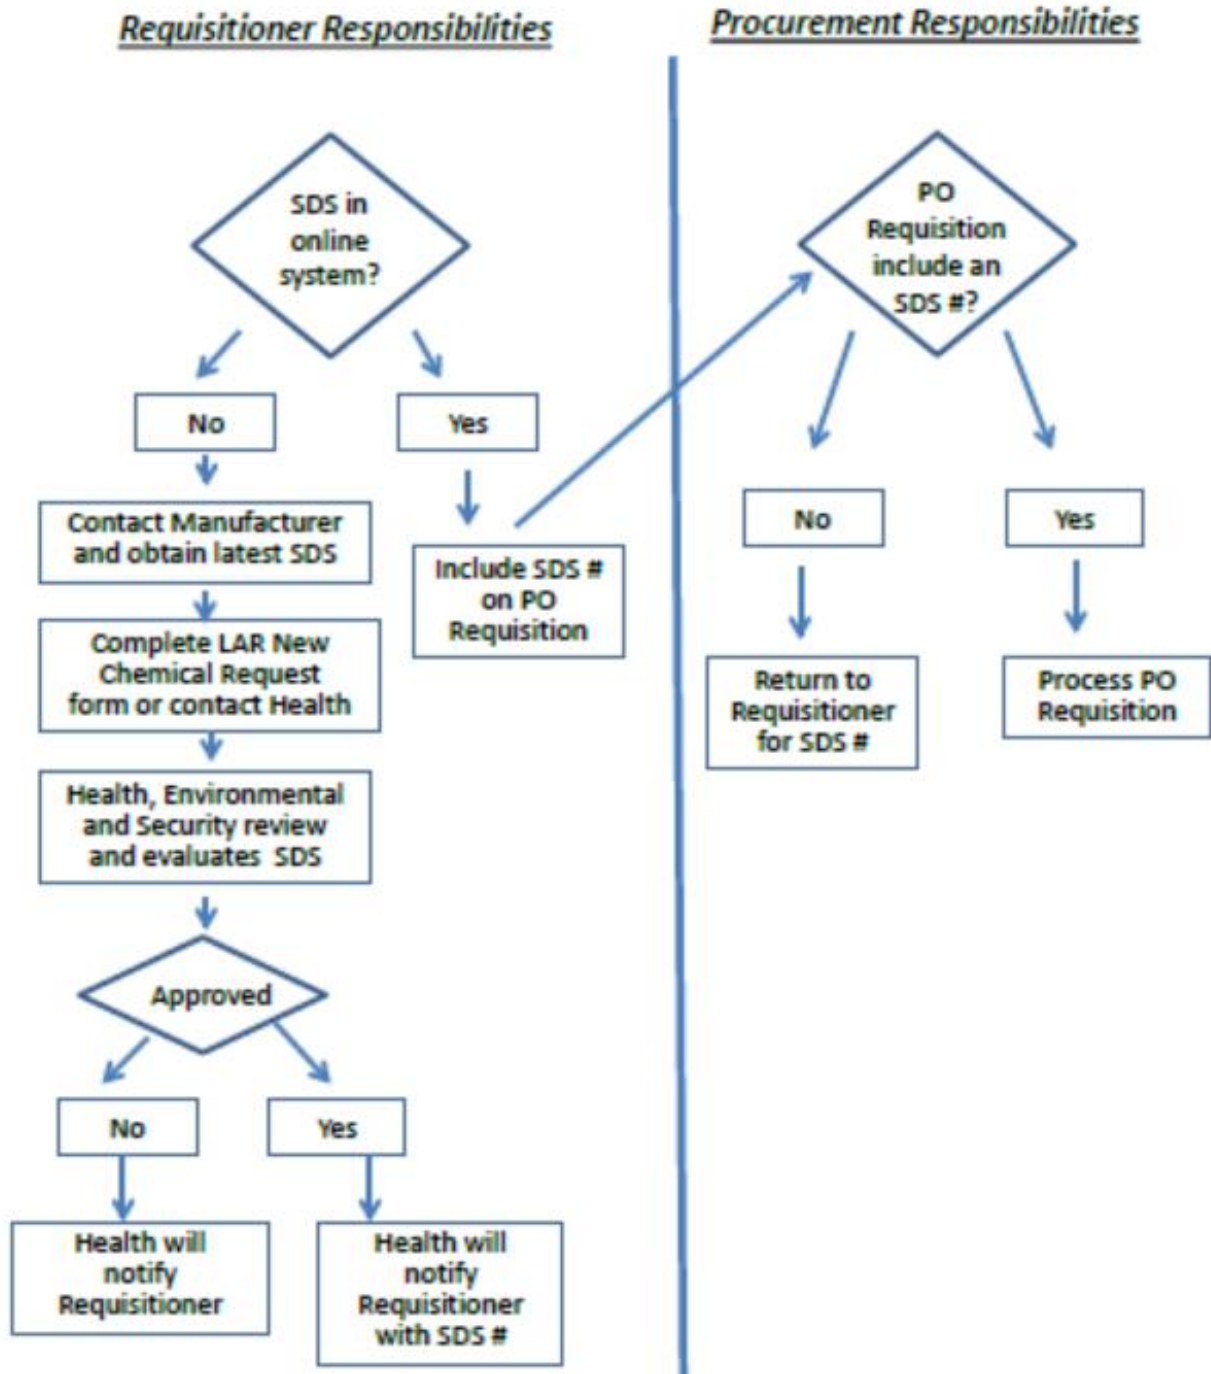 Requisitioner Responsibilities
SDS in
online
system?
No
Yes
Contact Manufacturer
and obtain latest SDS
Include SDS #
on PO
Requisition
Complete LAR New
Chemical Request
form or contact Health
Health, Environmental
and Security review
and evaluates SDS
Approved
No
Yes
Health will
notify
Requisitioner
Health will
notify
Requisitioner
with SDS #
Procurement Responsibilities
PO
Requisition
include an
SDS #?
No
Yes
Return to
Requisitioner
for SDS #
Process PO
Requisition